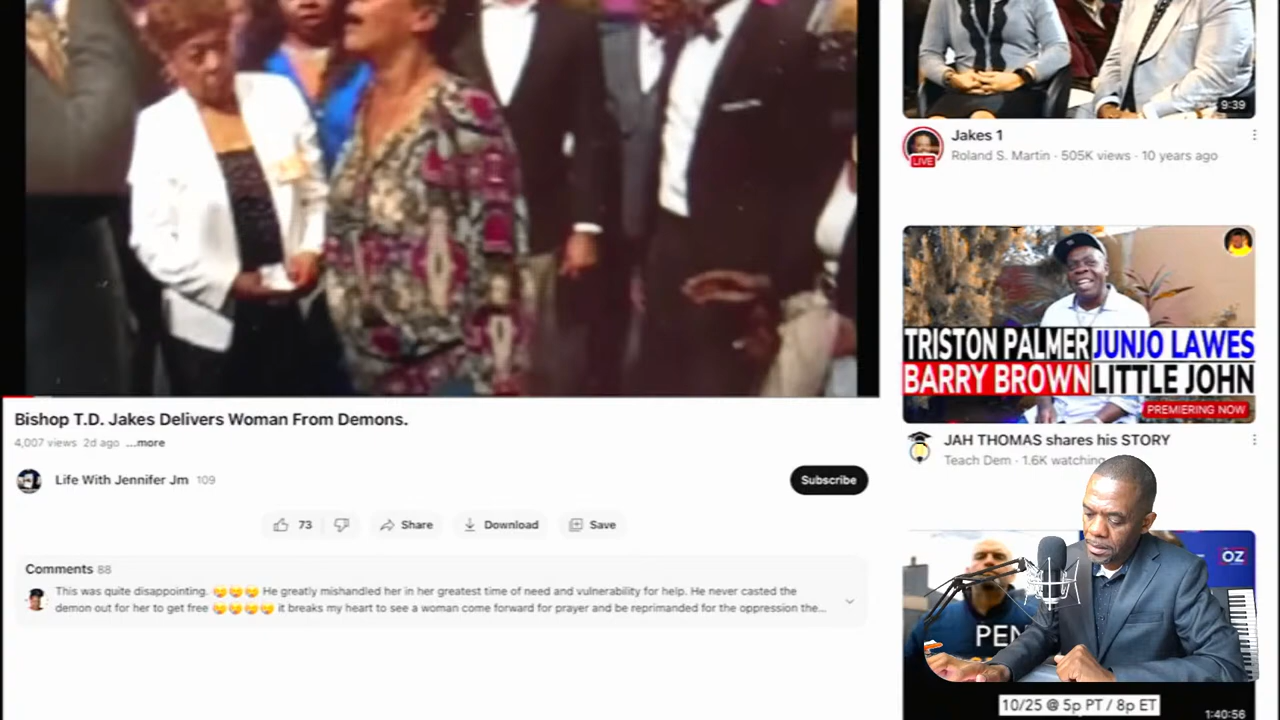 Bishop T.D. Jakes Delivers Woman From Demons.
4,007 views 2d ago ...more
Life With Jennifer Jm 109
Subscribe
73
Share
Download
Save
Comments 88
This was quite disappointing. 😪😪😪 He greatly mishandled her in her greatest time of need and vulnerability for help. He never casted the
demon out for her to get free 😪😪😪😪 it breaks my heart to see a woman come forward for prayer and be reprimanded for the oppression the...
9:39
Jakes 1
LIVE
Roland S. Martin · 505K views · 10 years ago
TRISTON PALMER JUNJO LAWES
BARRY BROWN LITTLE JOHN
PREMIERING NOW
JAH THOMAS shares his STORY
Teach Dem · 1.6K watching
OZ
PEN
10/25 @ 5p PT / 8p ET
1:40:56